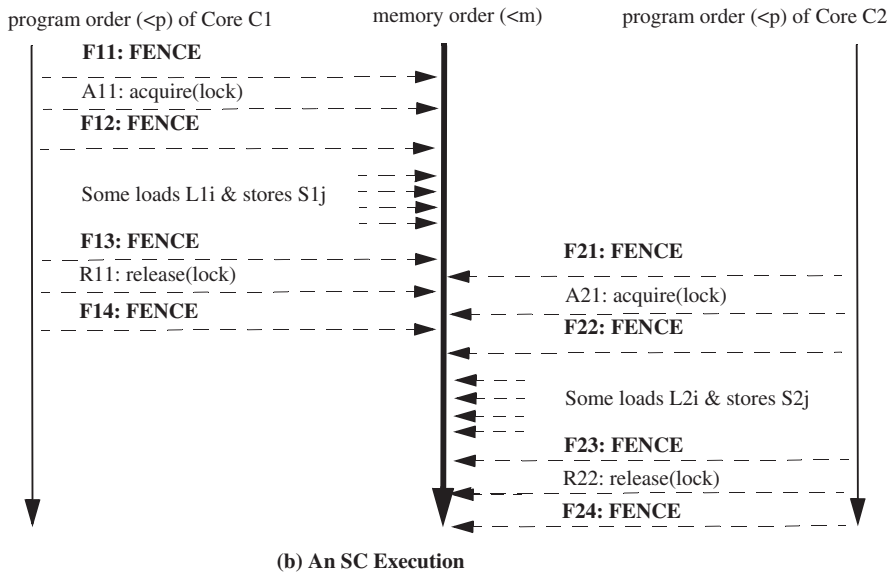 program order (<p) of Core C1
memory order (<m)
program order (<p) of Core C2
F11: FENCE
A11: acquire(lock)
F12: FENCE
Some loads L1i & stores S1j
F13: FENCE
R11: release(lock)
F14: FENCE
F21: FENCE
A21: acquire(lock)
F22: FENCE
Some loads L2i & stores S2j
F23: FENCE
R22: release(lock)
F24: FENCE
(b) An SC Execution